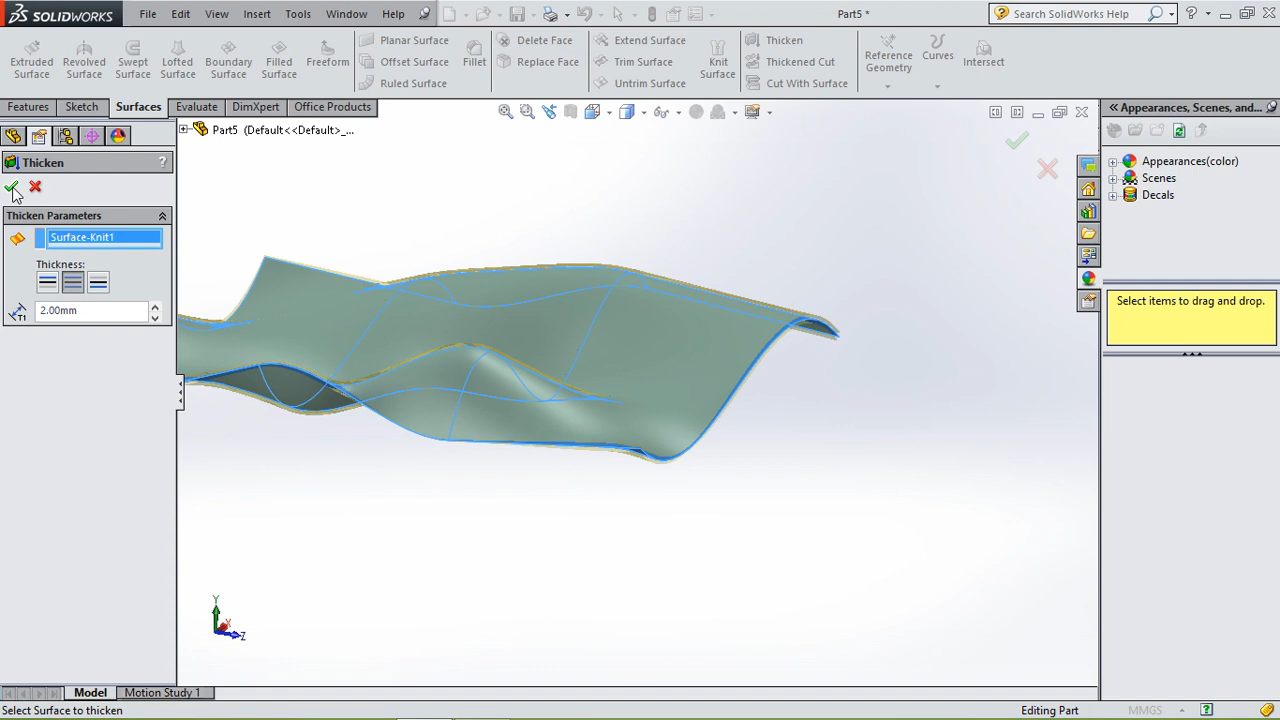 SOLIDWORKS
File Edit View Insert Tools Window Help
Part5 *
Search SolidWorks Help
Extruded Surface
Revolved Surface
Swept Surface
Lofted Surface
Boundary Surface
Filled Surface
Freeform
Planar Surface
Offset Surface
Ruled Surface
Fillet
Delete Face
Replace Face
Extend Surface
Trim Surface
Untrim Surface
Knit Surface
Thicken
Thickened Cut
Cut With Surface
Reference Geometry
Curves
Intersect
Features Sketch Surfaces Evaluate DimXpert Office Products
Part5 (Default<<Default>_...
Thicken ?
Thicken Parameters
Surface-Knit1
Thickness:
T1 2.00mm
Y
X
Z
Appearances, Scenes, and...
Appearances(color)
Scenes
Decals
Select items to drag and drop.
Model Motion Study 1
Select Surface to thicken
Editing Part
MMGS